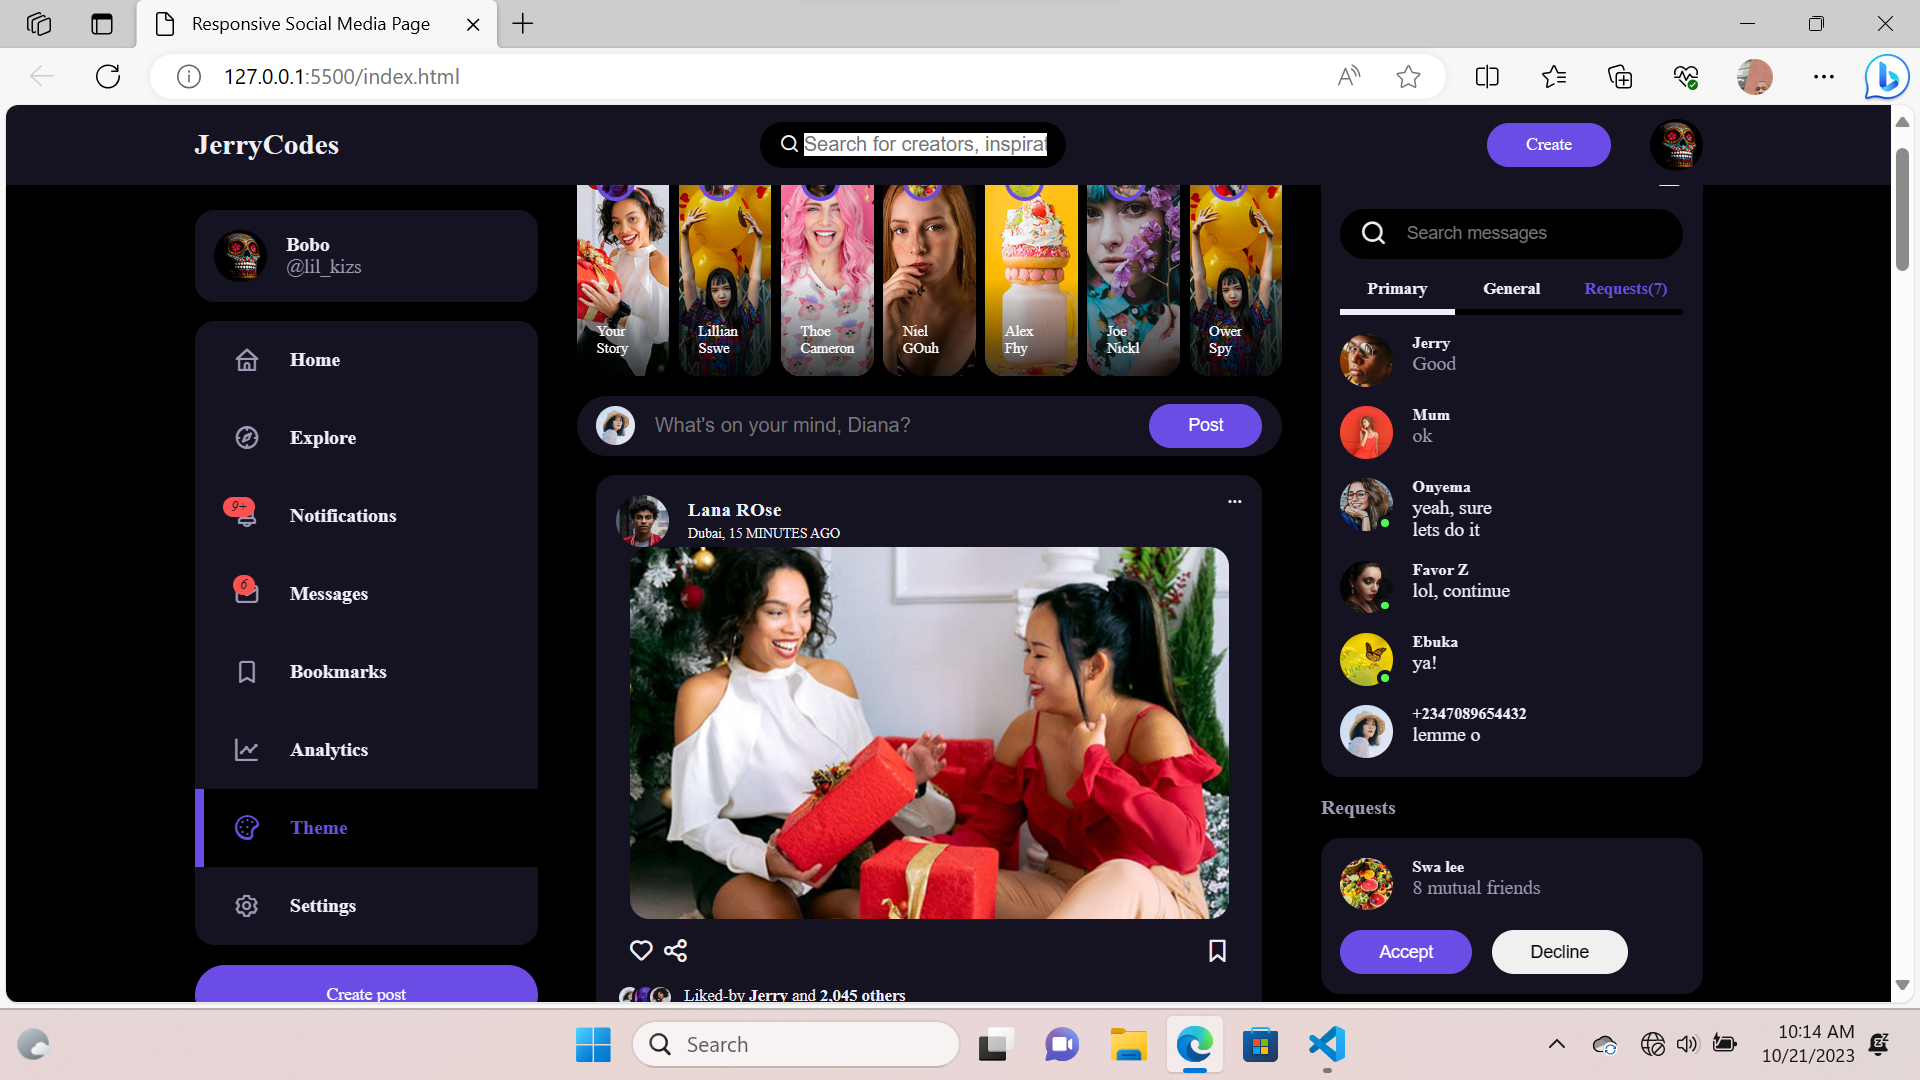 Responsive Social Media Page
127.0.0.1:5500/index.html
JerryCodes
Search for creators, inspirat
Create
Bobo
@lil_kizs
Home
Explore
9+
Notifications
6
Messages
Bookmarks
Analytics
Theme
Settings
Create post
Your
Story
Lillian
Sswe
Thoe
Cameron
Niel
GOuh
Alex
Fhy
Joe
Nickl
Ower
Spy
What's on your mind, Diana?
Post
Lana ROse
Dubai, 15 MINUTES AGO
Liked-by Jerry and 2,045 others
Search messages
Primary
General
Requests(7)
Jerry
Good
Mum
ok
Onyema
yeah, sure
lets do it
Favor Z
lol, continue
Ebuka
ya!
+2347089654432
lemme o
Requests
Swa lee
8 mutual friends
Accept
Decline
Search
10:14 AM
10/21/2023